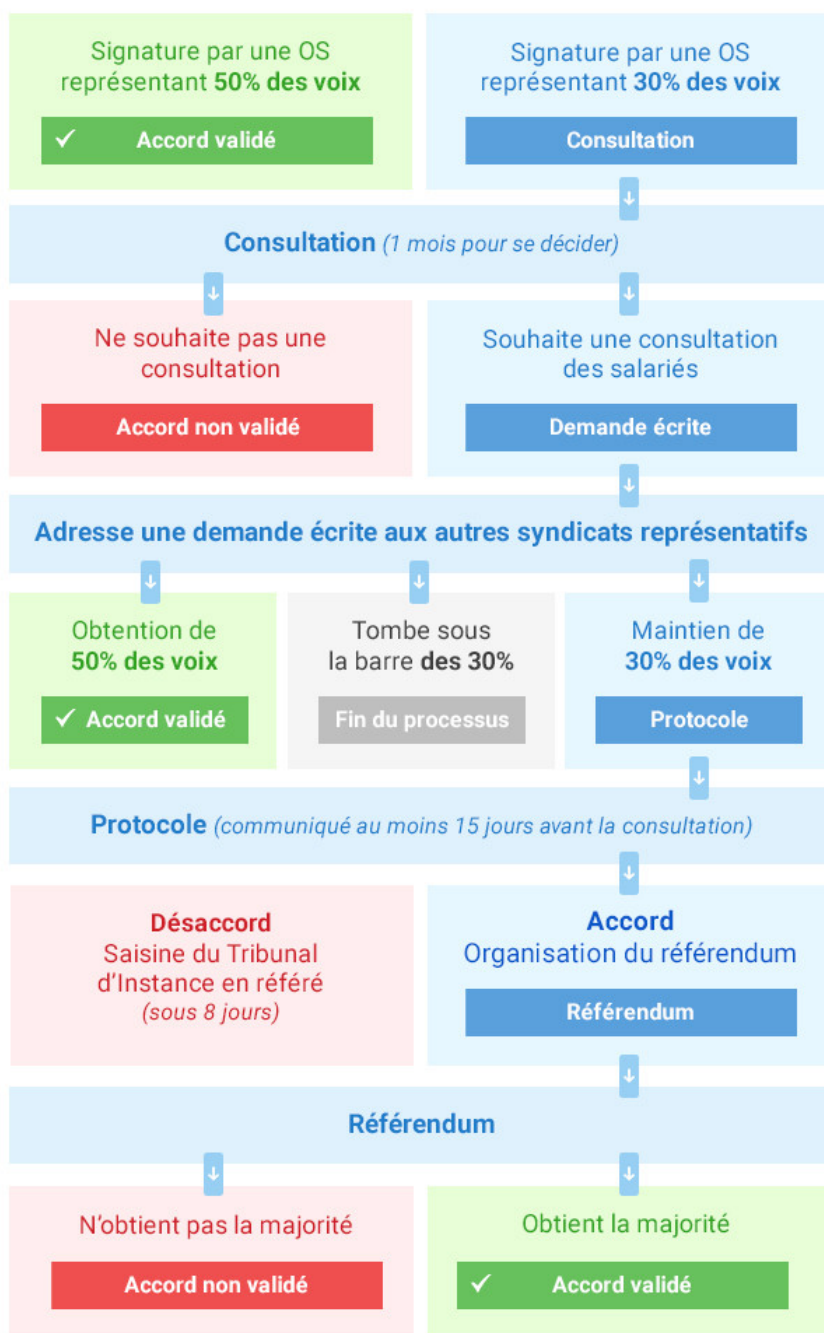 Signature par une OS
représentant 50% des voix
✓ Accord validé
Signature par une OS
représentant 30% des voix
Consultation
Consultation (1 mois pour se décider)
Ne souhaite pas une
consultation
Accord non validé
Souhaite une consultation
des salariés
Demande écrite
Adresse une demande écrite aux autres syndicats représentatifs
Obtention de
50% des voix
✓ Accord validé
Tombe sous
la barre des 30%
Fin du processus
Maintien de
30% des voix
Protocole
Protocole (communiqué au moins 15 jours avant la consultation)
Désaccord
Saisine du Tribunal
d'Instance en référé
(sous 8 jours)
Accord
Organisation du référendum
Référendum
Référendum
N'obtient pas la majorité
Accord non validé
Obtient la majorité
✓ Accord validé